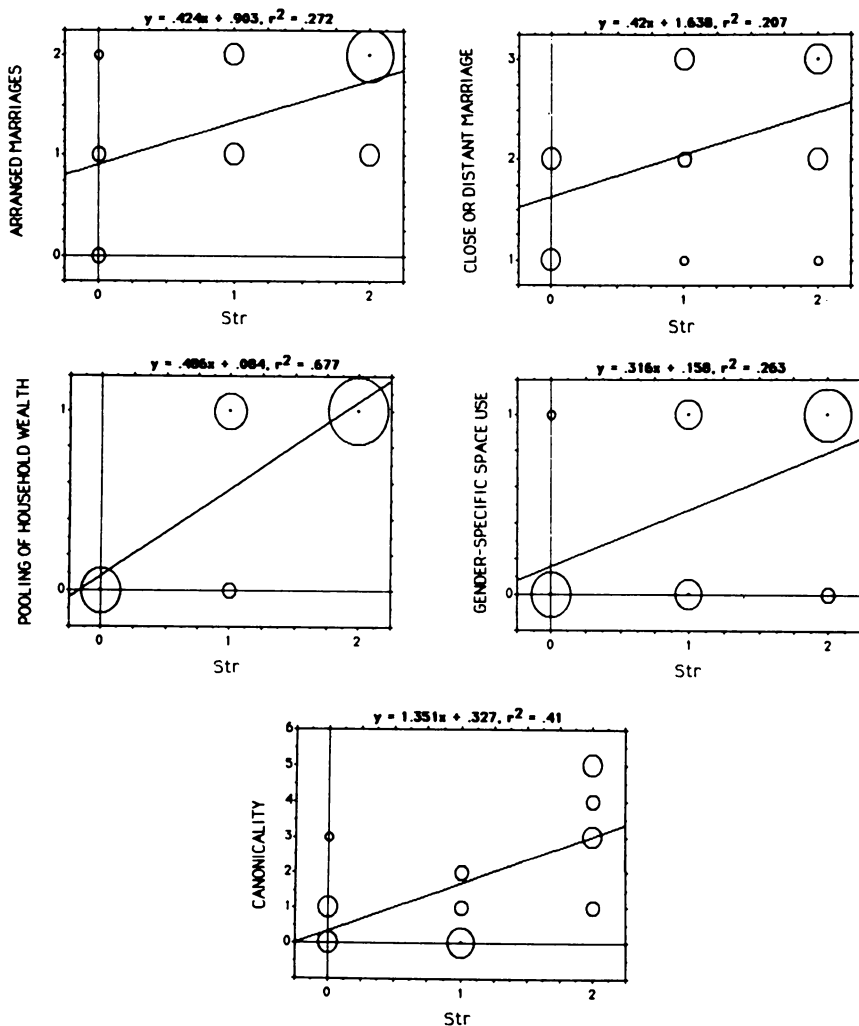 y = .424x + .903, r² = .272
ARRANGED MARRIAGES
2
1
0
0 1 2
Str
y = .42x + 1.638, r² = .207
CLOSE OR DISTANT MARRIAGE
3
2
1
0 1 2
Str
y = .486x + .084, r² = .677
POOLING OF HOUSEHOLD WEALTH
1
0
0 1 2
Str
y = .316x + .158, r² = .263
GENDER-SPECIFIC SPACE USE
1
0
0 1 2
Str
y = 1.351x + .327, r² = .41
CANONICALITY
6
5
4
3
2
1
0
0 1 2
Str